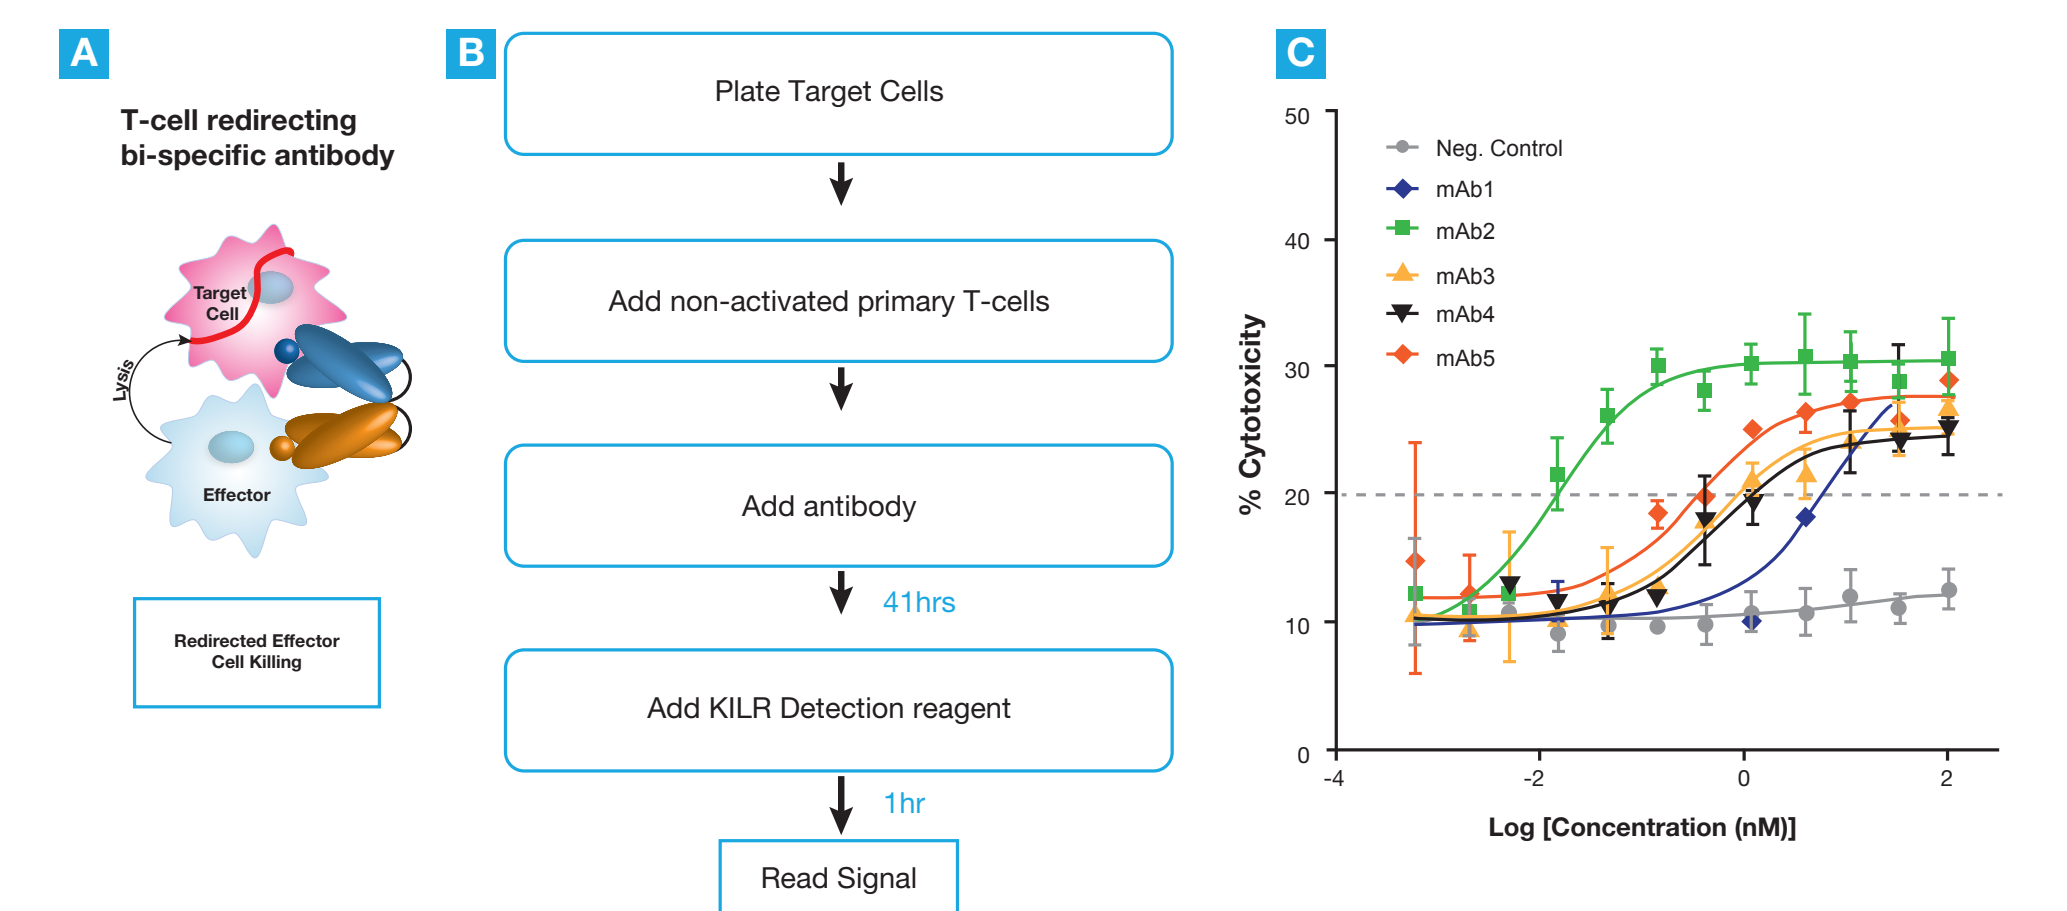 A
T-cell redirecting
bi-specific antibody
Target
Cell
Lysis
Effector
Redirected Effector
Cell Killing
B
Plate Target Cells
Add non-activated primary T-cells
Add antibody
41hrs
Add KILR Detection reagent
1hr
Read Signal
C
50
40
30
20
10
0
% Cytotoxicity
Neg. Control
mAb1
mAb2
mAb3
mAb4
mAb5
-4
-2
0
2
Log [Concentration (nM)]